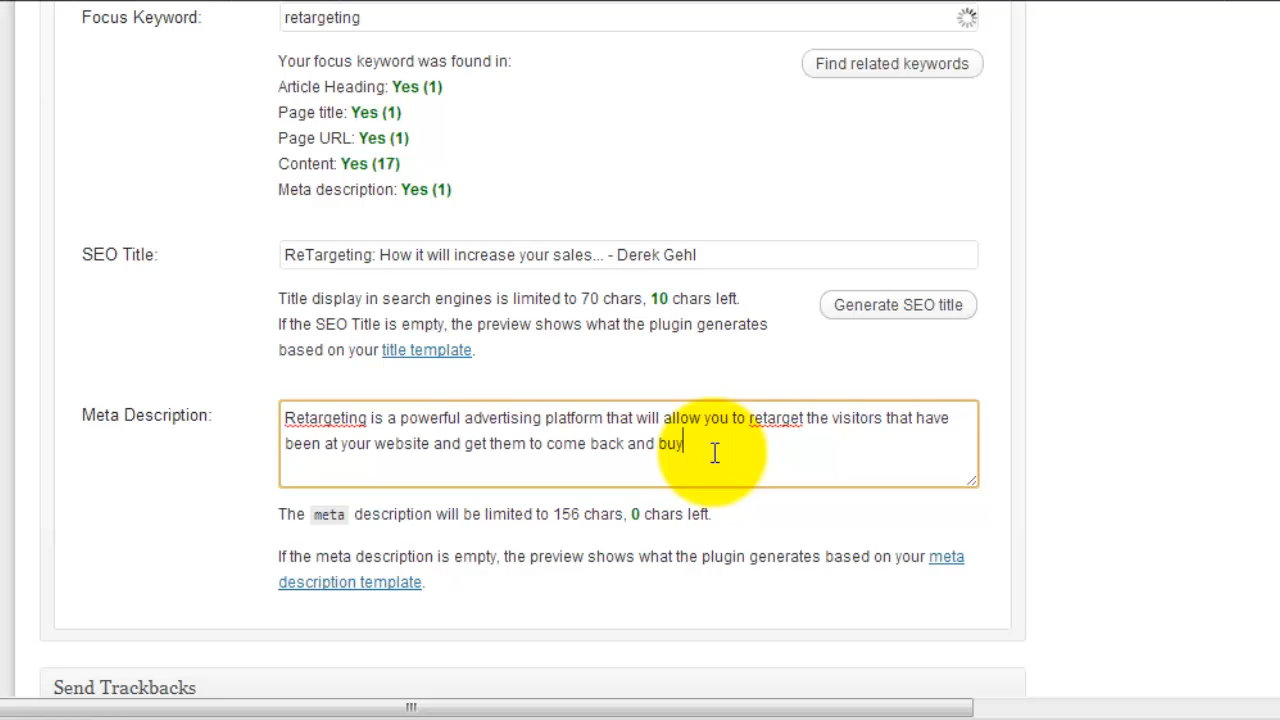 Focus Keyword: retargeting
Your focus keyword was found in: Find related keywords
Article Heading: Yes (1)
Page title: Yes (1)
Page URL: Yes (1)
Content: Yes (17)
Meta description: Yes (1)
SEO Title: ReTargeting: How it will increase your sales... - Derek Gehl
Title display in search engines is limited to 70 chars, 10 chars left. Generate SEO title
If the SEO Title is empty, the preview shows what the plugin generates
based on your title template.
Meta Description: Retargeting is a powerful advertising platform that will allow you to retarget the visitors that have
been at your website and get them to come back and buy
The meta description will be limited to 156 chars, 0 chars left.
If the meta description is empty, the preview shows what the plugin generates based on your meta
description template.
Send Trackbacks